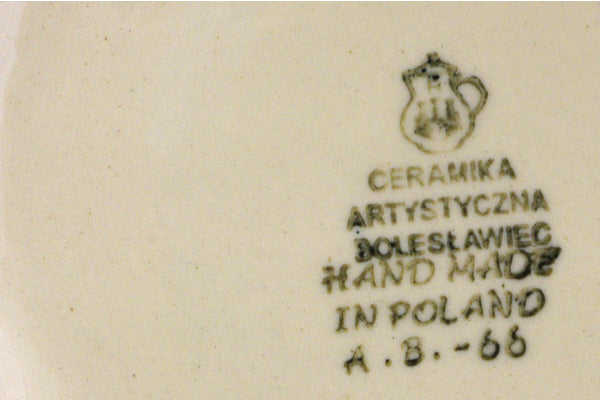 CERAMIKA
ARTYSTYCZNA
BOLESŁAWIEC
HAND MADE
IN POLAND
A.B.-66